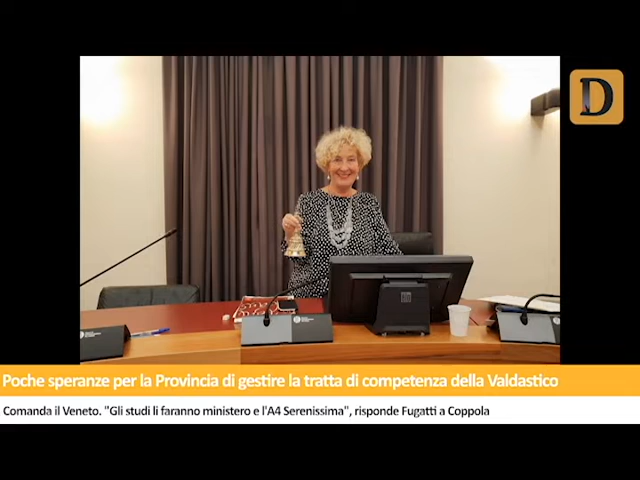 D
Poche speranze per la Provincia di gestire la tratta di competenza della Valdastico
Comanda il Veneto. "Gli studi li faranno ministero e l'A4 Serenissima", risponde Fugatti a Coppola